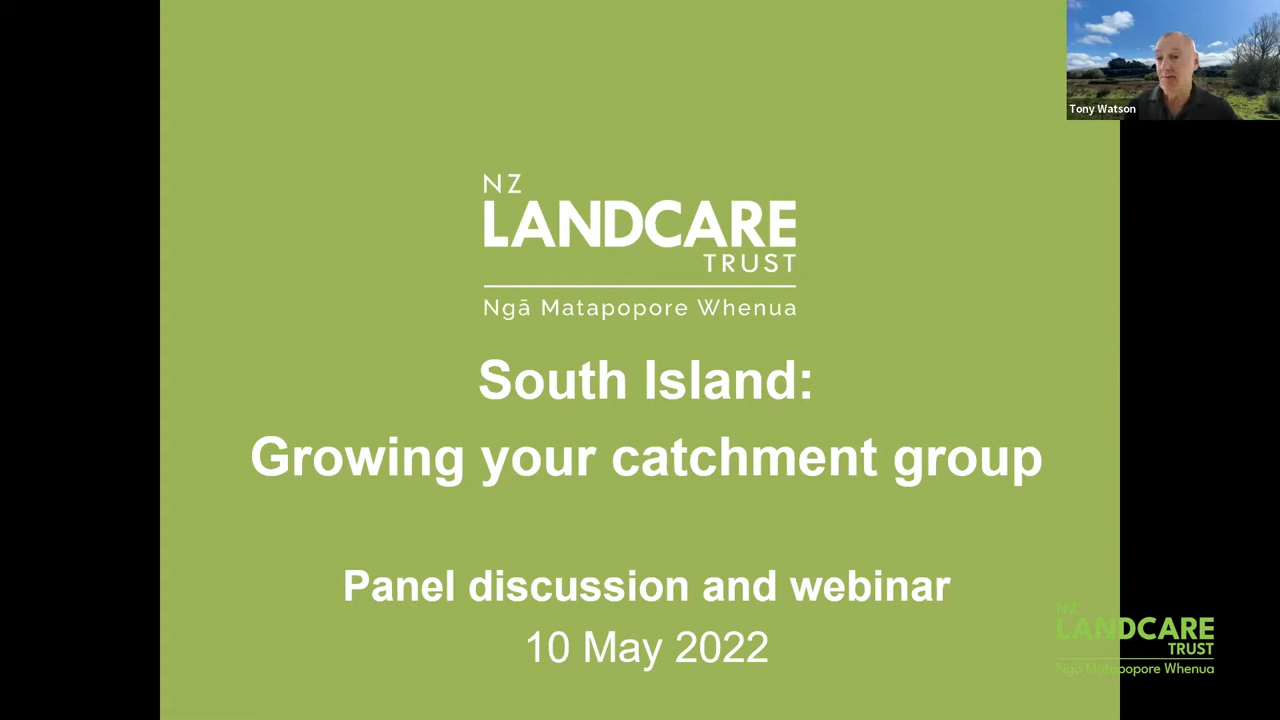 Tony Watson
NZ
LANDCARE
TRUST
Ngā Matapopore Whenua
South Island:
Growing your catchment group
Panel discussion and webinar
10 May 2022
NZ
LANDCARE
TRUST
Ngā Matapopore Whenua